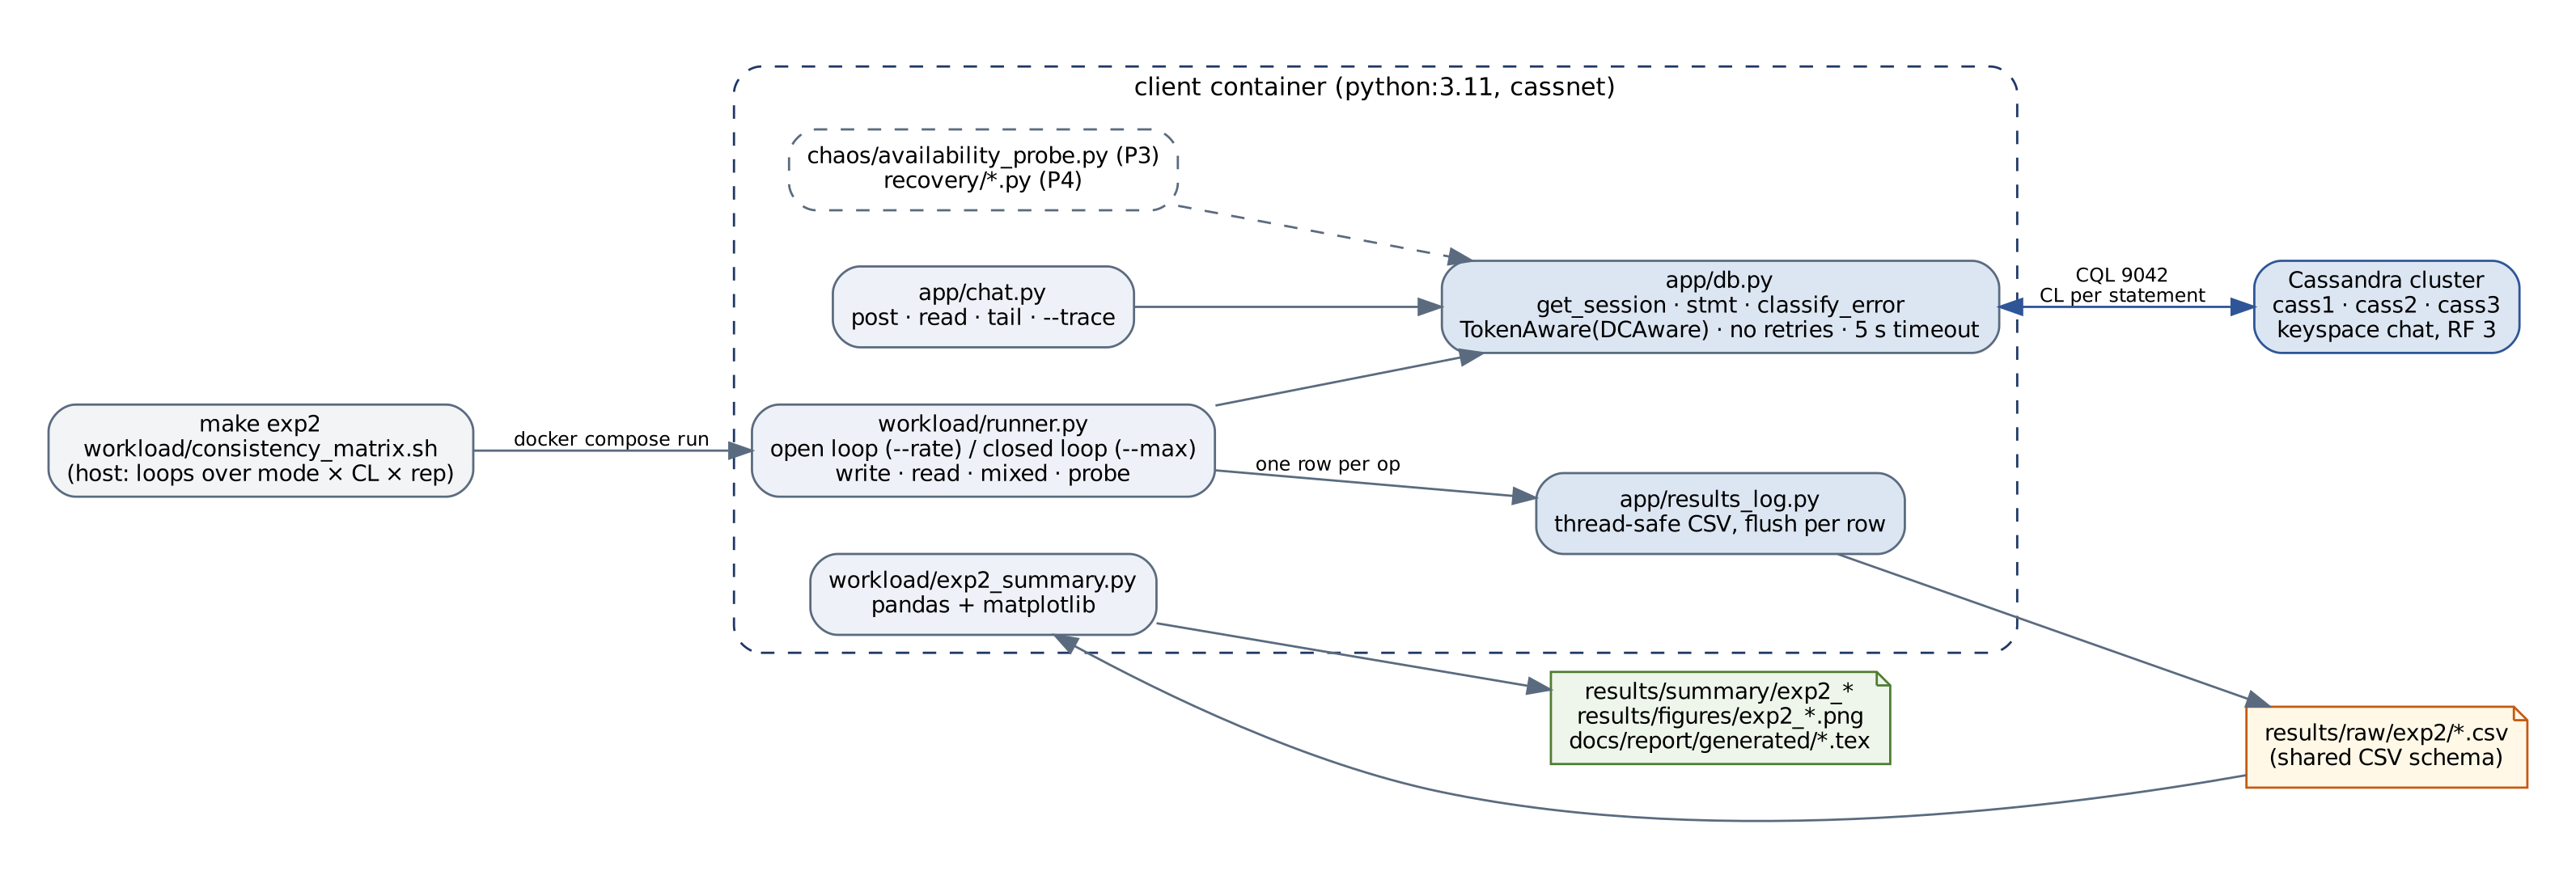 client container (python:3.11, cassnet)
chaos/availability_probe.py (P3)
recovery/*.py (P4)
app/chat.py
post · read · tail · --trace
app/db.py
get_session · stmt · classify_error
TokenAware(DCAware) · no retries · 5 s timeout
CQL 9042
CL per statement
Cassandra cluster
cass1 · cass2 · cass3
keyspace chat, RF 3
make exp2
workload/consistency_matrix.sh
(host: loops over mode × CL × rep)
docker compose run
workload/runner.py
open loop (--rate) / closed loop (--max)
write · read · mixed · probe
one row per op
app/results_log.py
thread-safe CSV, flush per row
workload/exp2_summary.py
pandas + matplotlib
results/summary/exp2_*
results/figures/exp2_*.png
docs/report/generated/*.tex
results/raw/exp2/*.csv
(shared CSV schema)